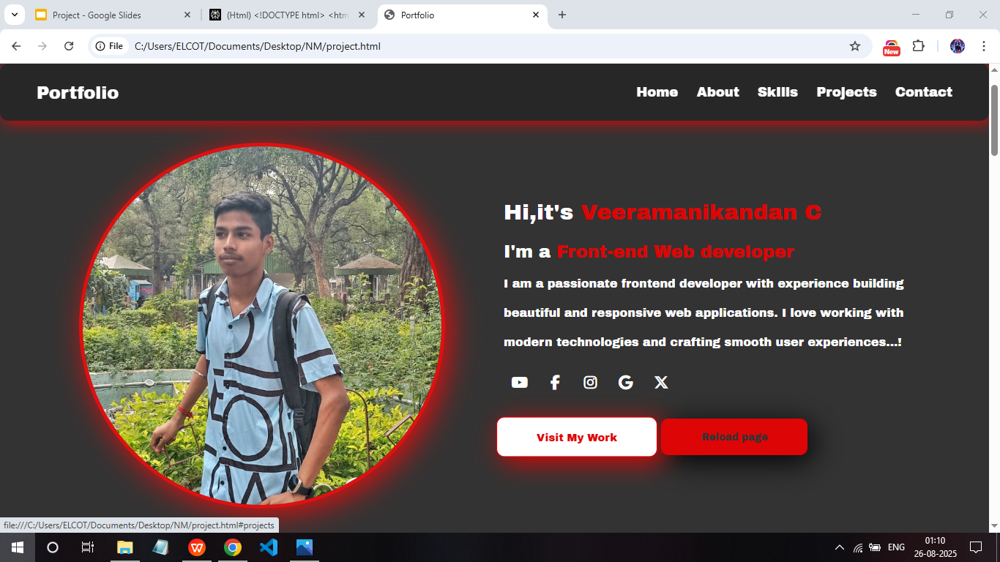 Project - Google Slides
(Html) <!DOCTYPE html> <htm
Portfolio
File
C:/Users/ELCOT/Documents/Desktop/NM/project.html
New
Portfolio
Home
About
Skills
Projects
Contact
Hi,it's Veeramanikandan C
I'm a Front-end Web developer
I am a passionate frontend developer with experience building
beautiful and responsive web applications. I love working with
modern technologies and crafting smooth user experiences...!
Visit My Work
Reload page
file:///C:/Users/ELCOT/Documents/Desktop/NM/project.html#projects
ENG
01:10
26-08-2025